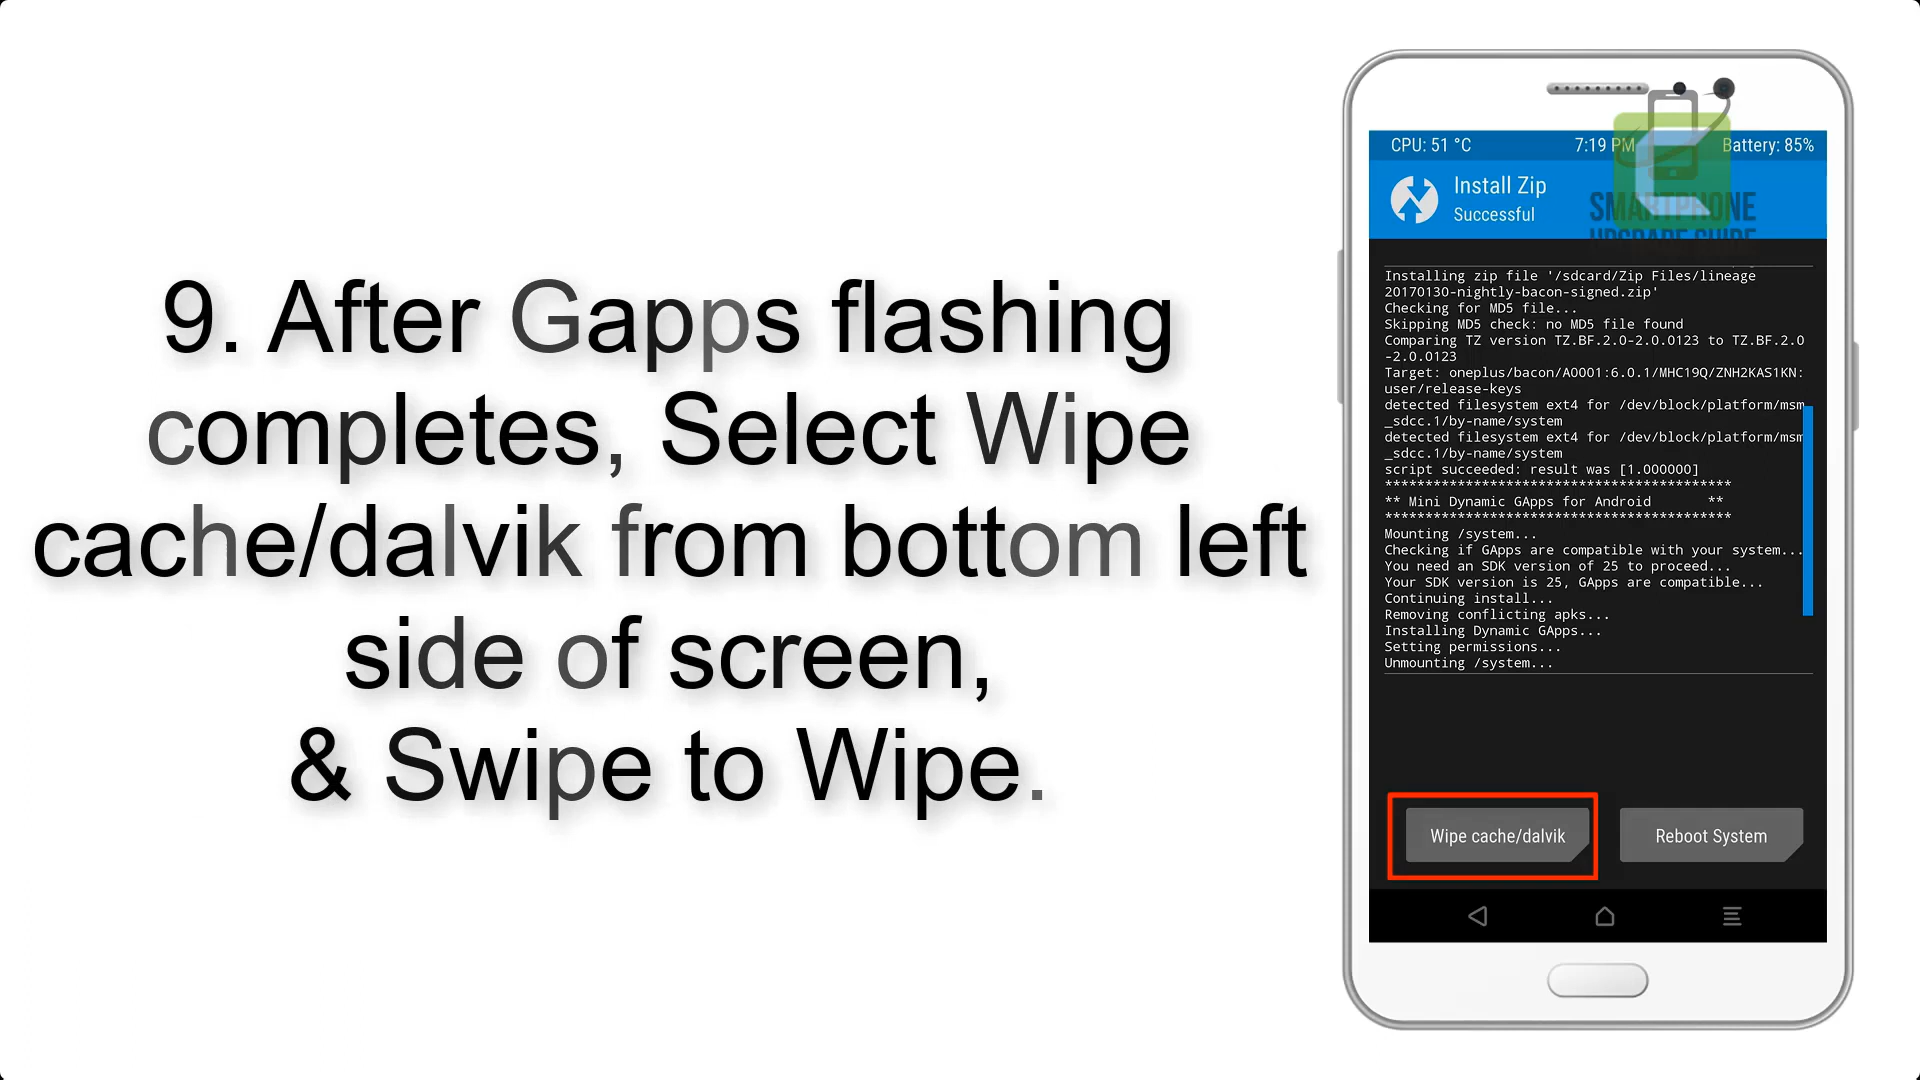 9. After Gapps flashing
completes, Select Wipe
cache/dalvik from bottom left
side of screen,
& Swipe to Wipe.
CPU: 51 °C 7:19 PM Battery: 85%
Install Zip
Successful
SMARTPHONE
UPGRADE GUIDE
Installing zip file '/sdcard/Zip Files/lineage
20170130-nightly-bacon-signed.zip'
Checking for MD5 file...
Skipping MD5 check: no MD5 file found
Comparing TZ version TZ.BF.2.0-2.0.0123 to TZ.BF.2.0
-2.0.0123
Target: oneplus/bacon/A0001:6.0.1/MHC19Q/ZNH2KAS1KN:
user/release-keys
detected filesystem ext4 for /dev/block/platform/msm
_sdcc.1/by-name/system
detected filesystem ext4 for /dev/block/platform/msm
_sdcc.1/by-name/system
script succeeded: result was [1.000000]
*******************************************
** Mini Dynamic GApps for Android **
*******************************************
Mounting /system...
Checking if GApps are compatible with your system...
You need an SDK version of 25 to proceed...
Your SDK version is 25, GApps are compatible...
Continuing install...
Removing conflicting apks...
Installing Dynamic GApps...
Setting permissions...
Unmounting /system...
Wipe cache/dalvik Reboot System